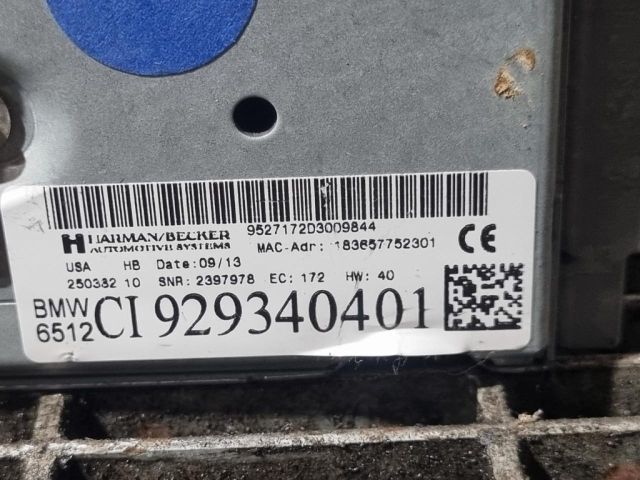 9527172D3009844
HARMAN/BECKER
AUTOMOTIVE SYSTEMS
MAC-Adr: 183657752301
CE
USA HB Date: 09/13
250382 10 SNR: 2397978 EC: 172 HW: 40
BMW
6512 CI 929340401